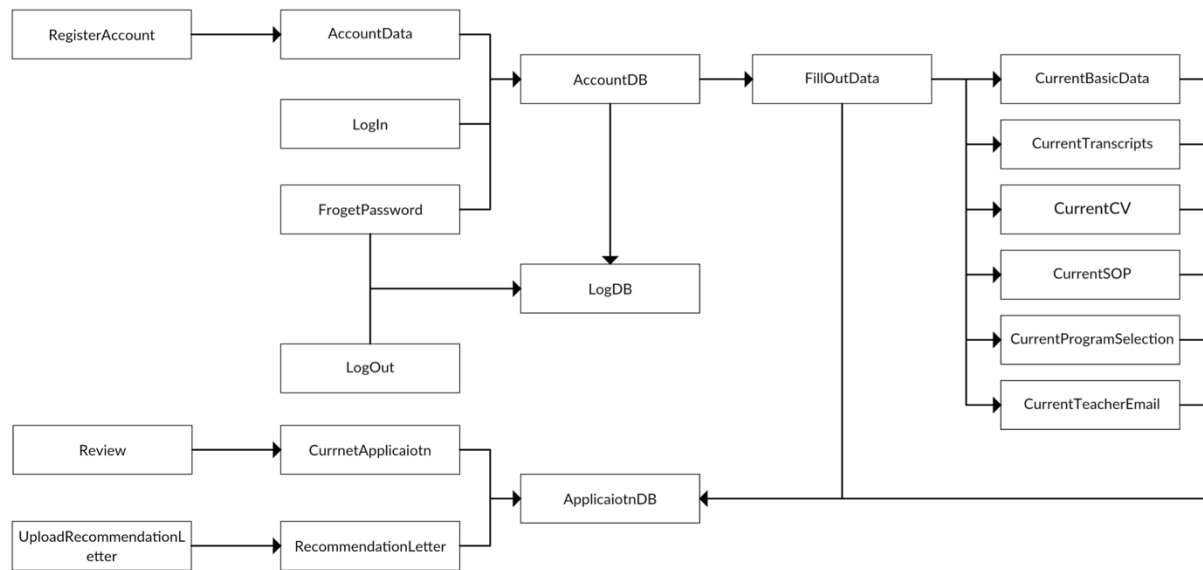 RegisterAccount
AccountData
AccountDB
FillOutData
CurrentBasicData
LogIn
CurrentTranscripts
FrogetPassword
CurrentCV
LogDB
CurrentSOP
LogOut
CurrentProgramSelection
CurrentTeacherEmail
Review
CurrnetApplicaiotn
ApplicaiotnDB
UploadRecommendationL
etter
RecommendationLetter